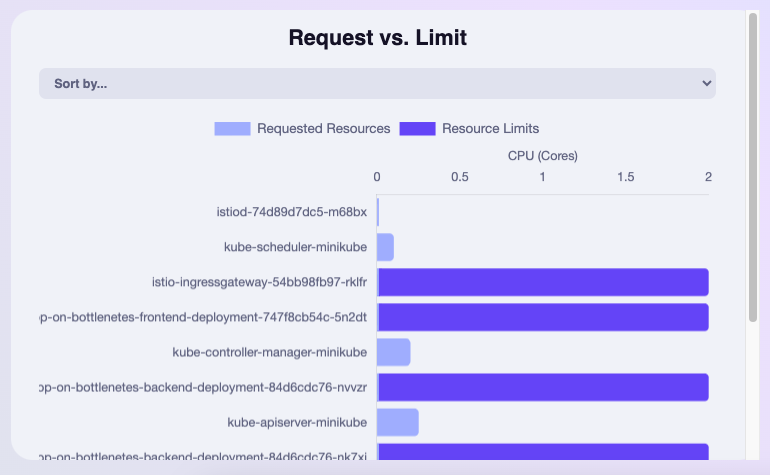 Request vs. Limit
Sort by...
Requested Resources Resource Limits
CPU (Cores)
0 0.5 1 1.5 2
istiod-74d89d7dc5-m68bx
kube-scheduler-minikube
istio-ingressgateway-54bb98fb97-rklfr
p-on-bottlenetes-frontend-deployment-747f8cb54c-5n2dt
kube-controller-manager-minikube
op-on-bottlenetes-backend-deployment-84d6cdc76-nvvzr
kube-apiserver-minikube
op-on-bottlenetes-backend-deployment-84d6cdc76-nk7xj